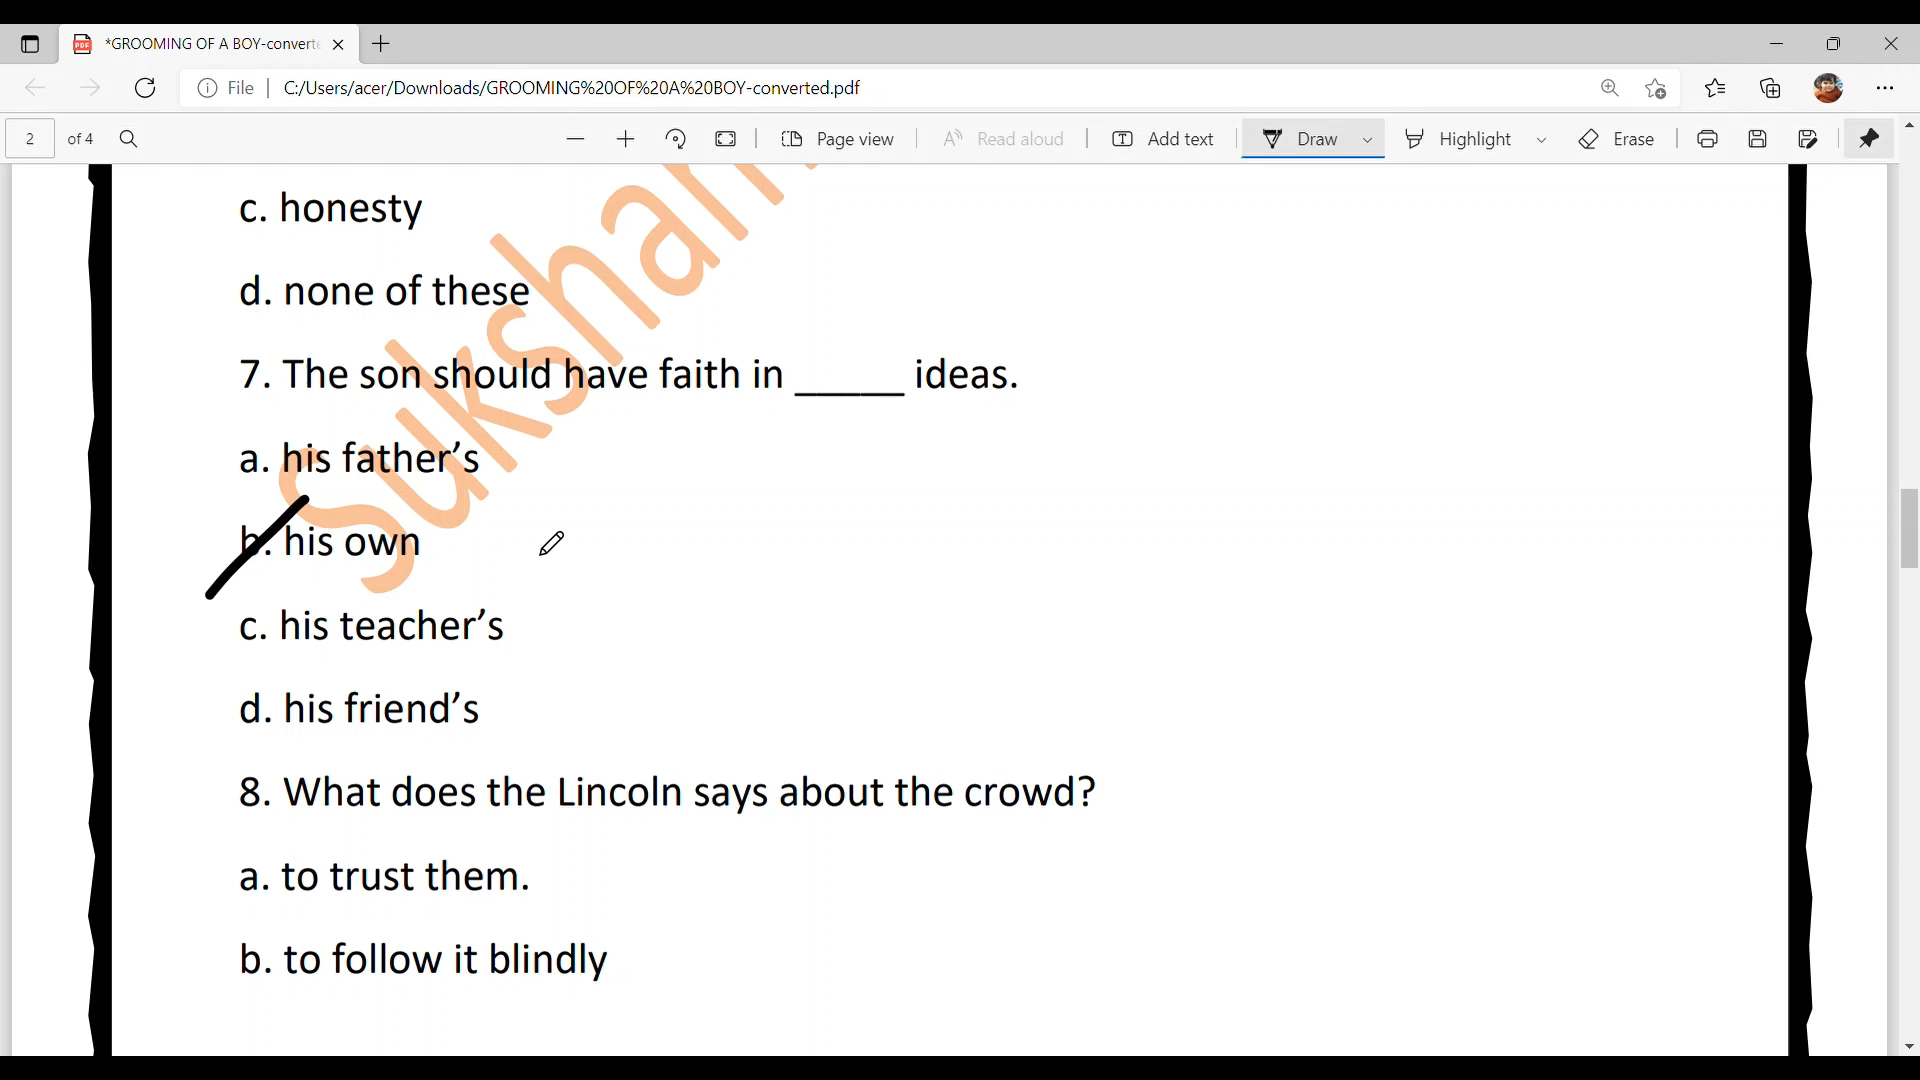 *GROOMING OF A BOY-converte
File C:/Users/acer/Downloads/GROOMING%20OF%20A%20BOY-converted.pdf
2 of 4 Page view Read aloud Add text Draw Highlight Erase
c. honesty
d. none of these
7. The son should have faith in _____ ideas.
a. his father’s
b. his own
c. his teacher’s
d. his friend’s
8. What does the Lincoln says about the crowd?
a. to trust them.
b. to follow it blindly